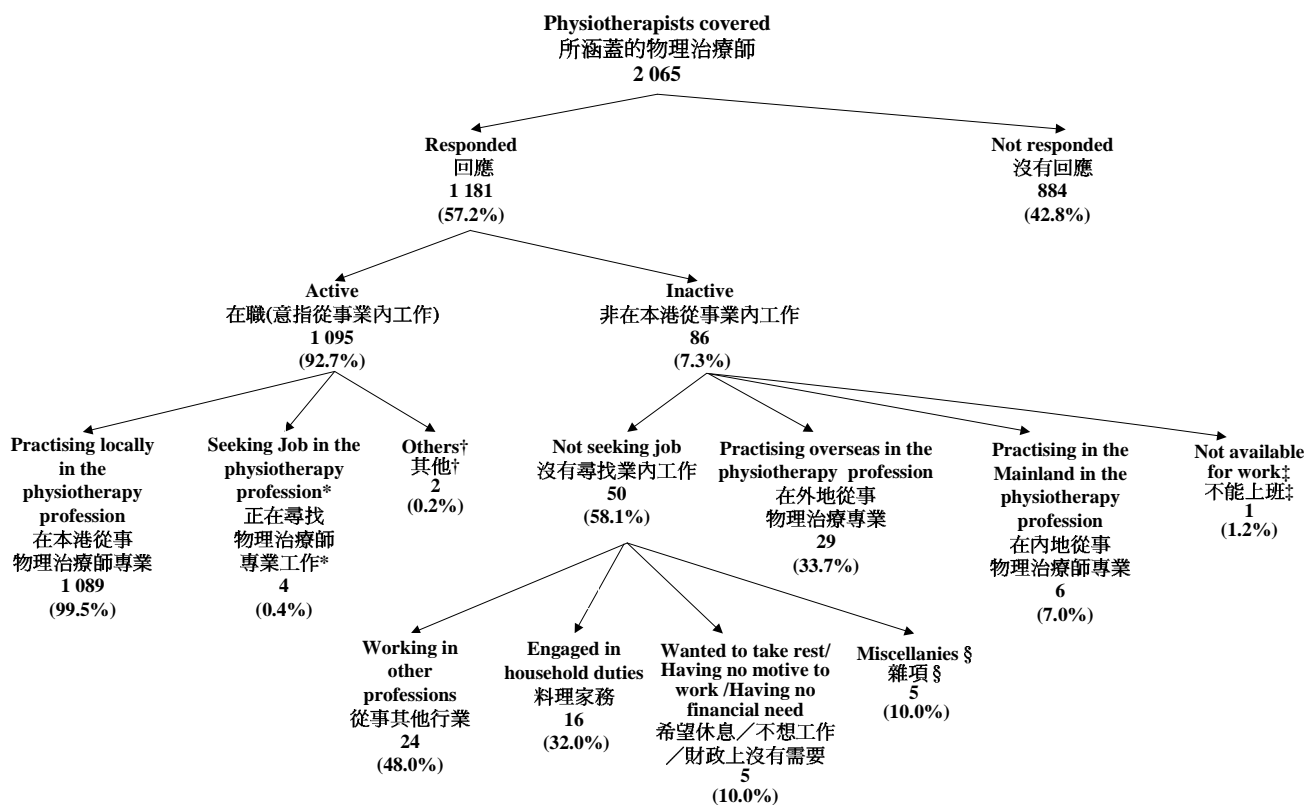 Physiotherapists covered
所涵蓋的物理治療師
2 065
Responded
回應
1 181
(57.2%)
Not responded
沒有回應
884
(42.8%)
Active
在職(意指從事業內工作)
1 095
(92.7%)
Inactive
非在本港從事業內工作
86
(7.3%)
Practising locally
in the
physiotherapy
profession
在本港從事
物理治療師專業
1 089
(99.5%)
Seeking Job in the
physiotherapy
profession*
正在尋找
物理治療師
專業工作*
4
(0.4%)
Others†
其他†
2
(0.2%)
Not seeking job
沒有尋找業內工作
50
(58.1%)
Practising overseas in the
physiotherapy profession
在外地從事
物理治療專業
29
(33.7%)
Practising in the
Mainland in the
physiotherapy
profession
在內地從事
物理治療師專業
6
(7.0%)
Not available
for work‡
不能上班‡
1
(1.2%)
Working in
other
professions
從事其他行業
24
(48.0%)
Engaged in
household duties
料理家務
16
(32.0%)
Wanted to take rest/
Having no motive to
work /Having no
financial need
希望休息／不想工作
／財政上沒有需要
5
(10.0%)
Miscellanies §
雜項 §
5
(10.0%)